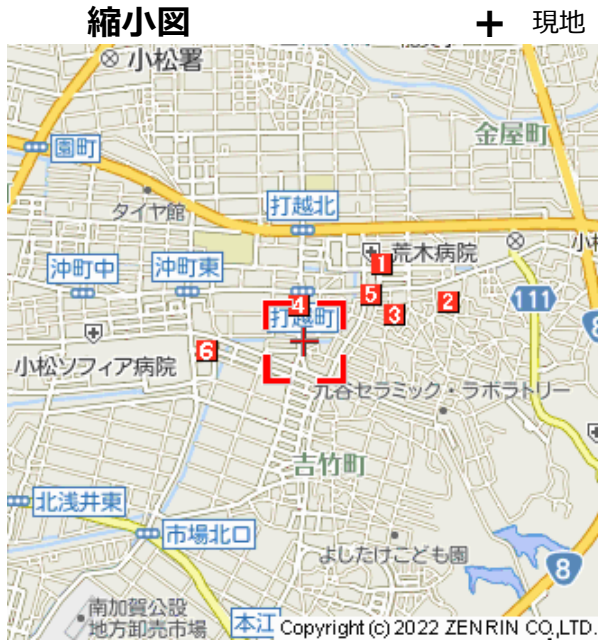 縮小図
+ 現地
小松署
金屋町
園町
タイヤ館
打越北
荒木病院
小松
沖町中
沖町東
1
5
2
3
4
111
打越町
8
6
小松ソフィア病院
九谷セラミック・ラボラトリー
吉竹町
北浅井東
市場北口
よしたけこども園
8
南加賀公設
地方卸売市場
本江
Copyright (c) 2022 ZENRIN CO.,LTD.